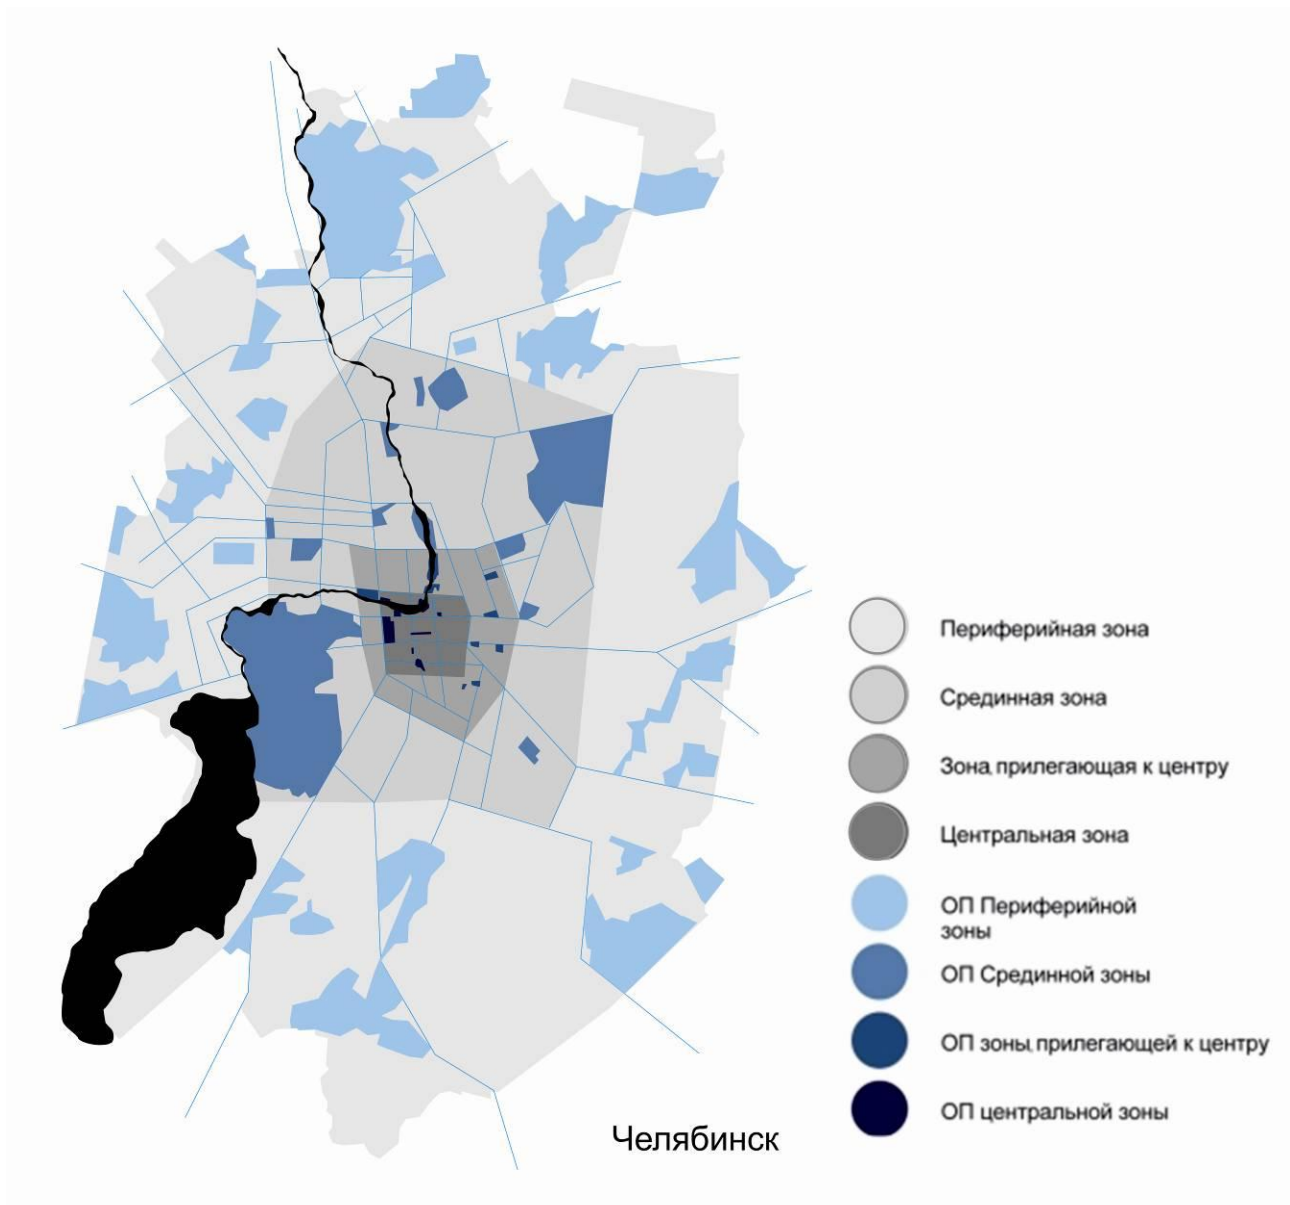 Периферийная зона
Срединная зона
Зона, прилегающая к центру
Центральная зона
ОП Периферийной
зоны
ОП Срединной зоны
ОП зоны, прилегающей к центру
ОП центральной зоны
Челябинск